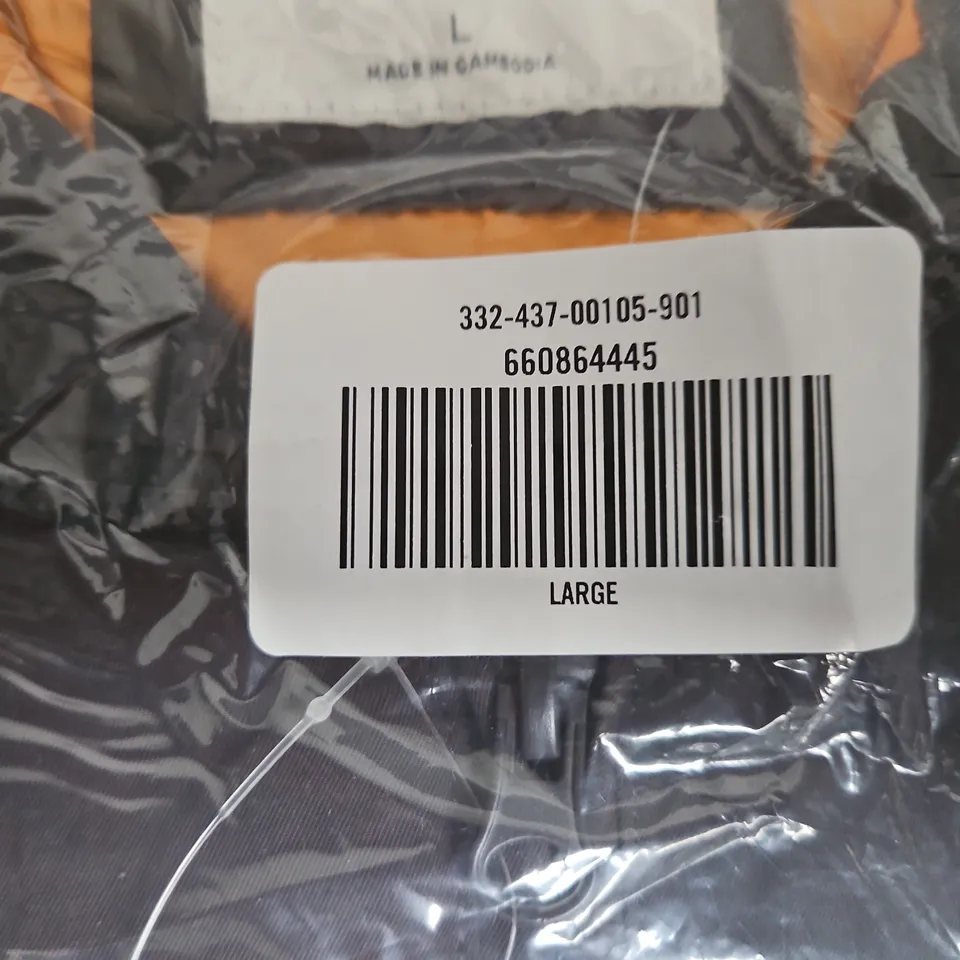 L
MADE IN CAMBODIA
332-437-00105-901
660864445
LARGE